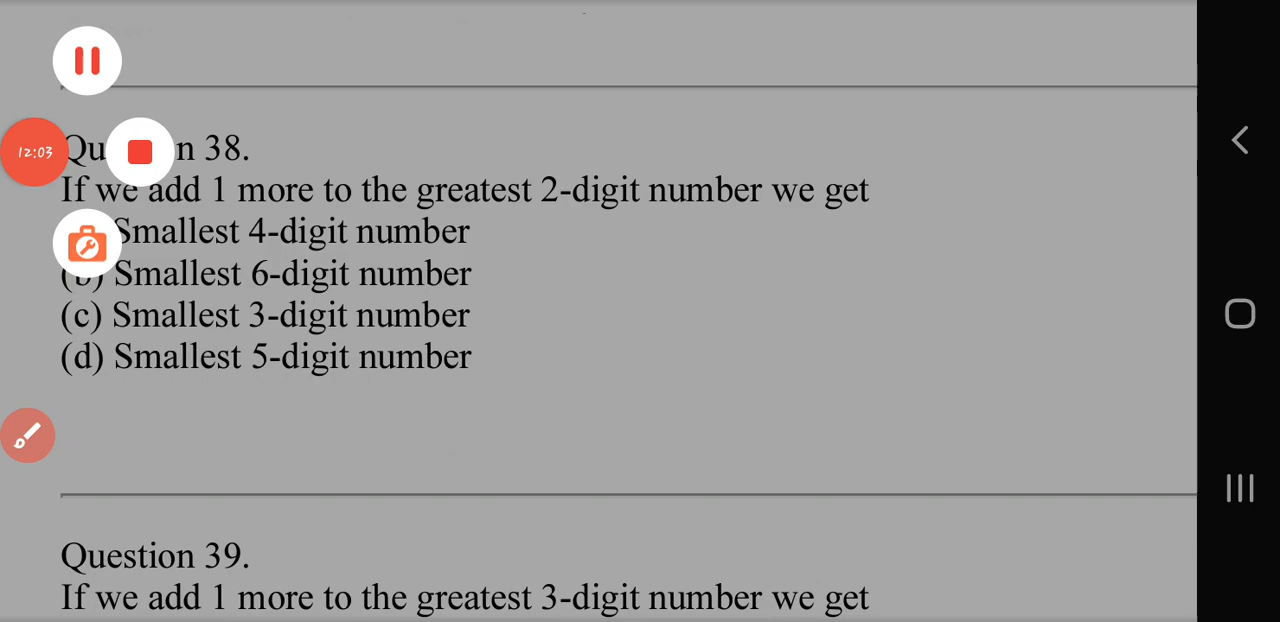 12:03
n 38.
If we add 1 more to the greatest 2-digit number we get
Smallest 4-digit number
(b) Smallest 6-digit number
(c) Smallest 3-digit number
(d) Smallest 5-digit number
Question 39.
If we add 1 more to the greatest 3-digit number we get